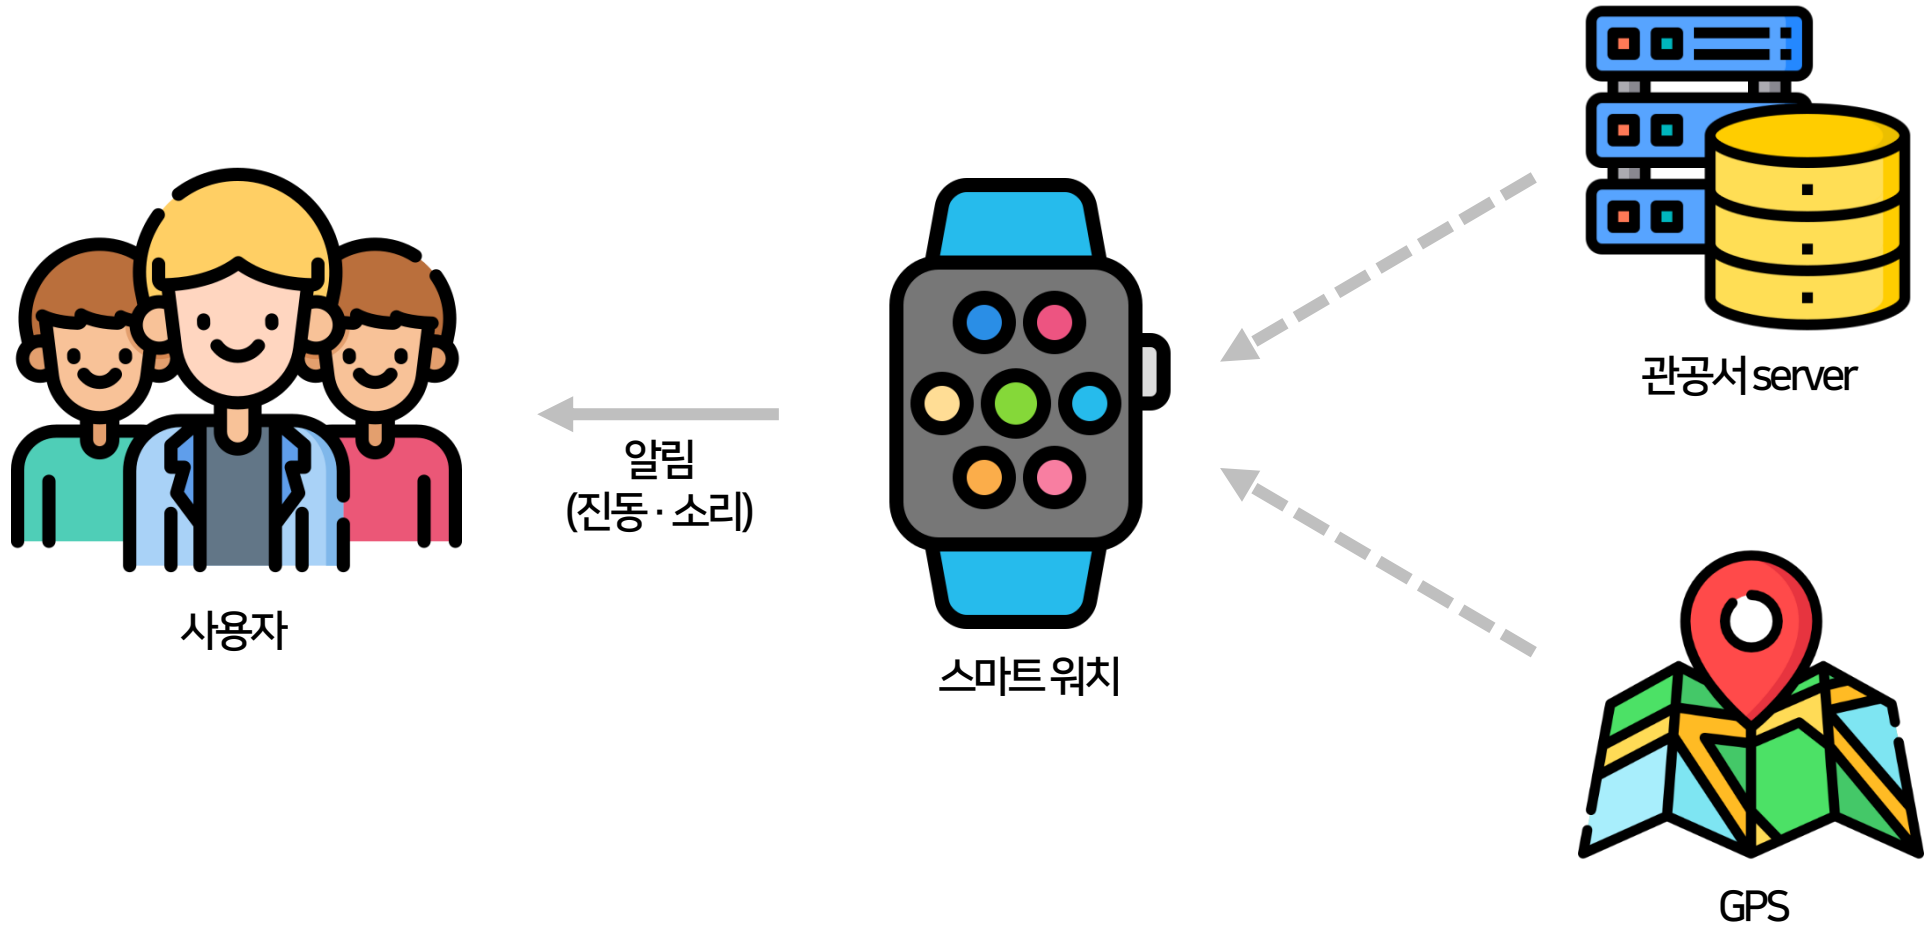 관공서 server
알림
(진동 · 소리)
사용자
스마트 워치
GPS